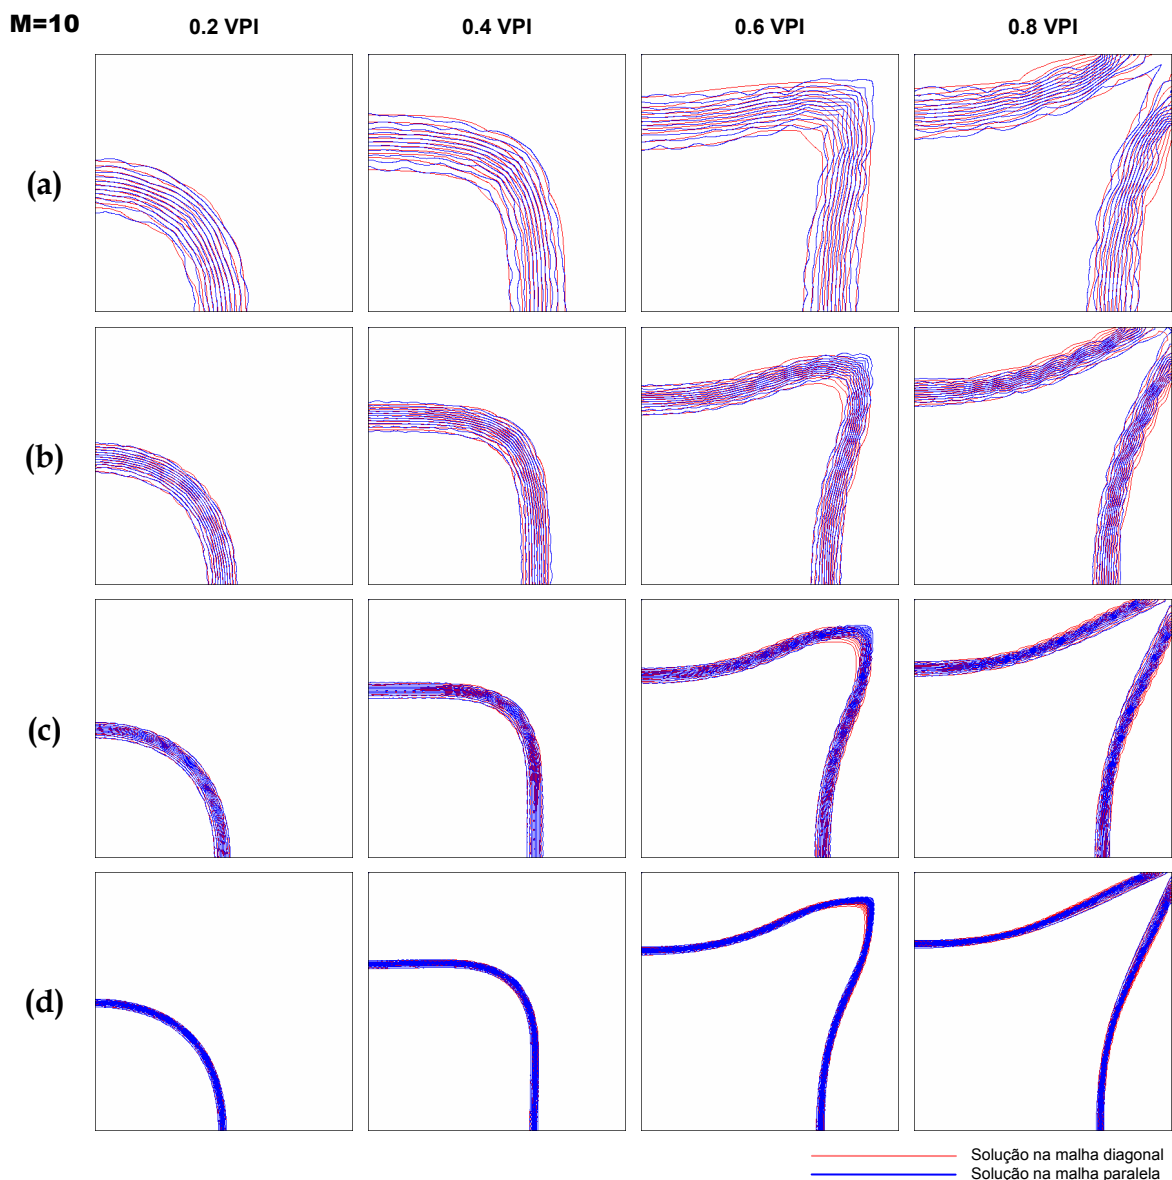 M=10 0.2 VPI 0.4 VPI 0.6 VPI 0.8 VPI
(a)
(b)
(c)
(d)
Solução na malha diagonal
Solução na malha paralela